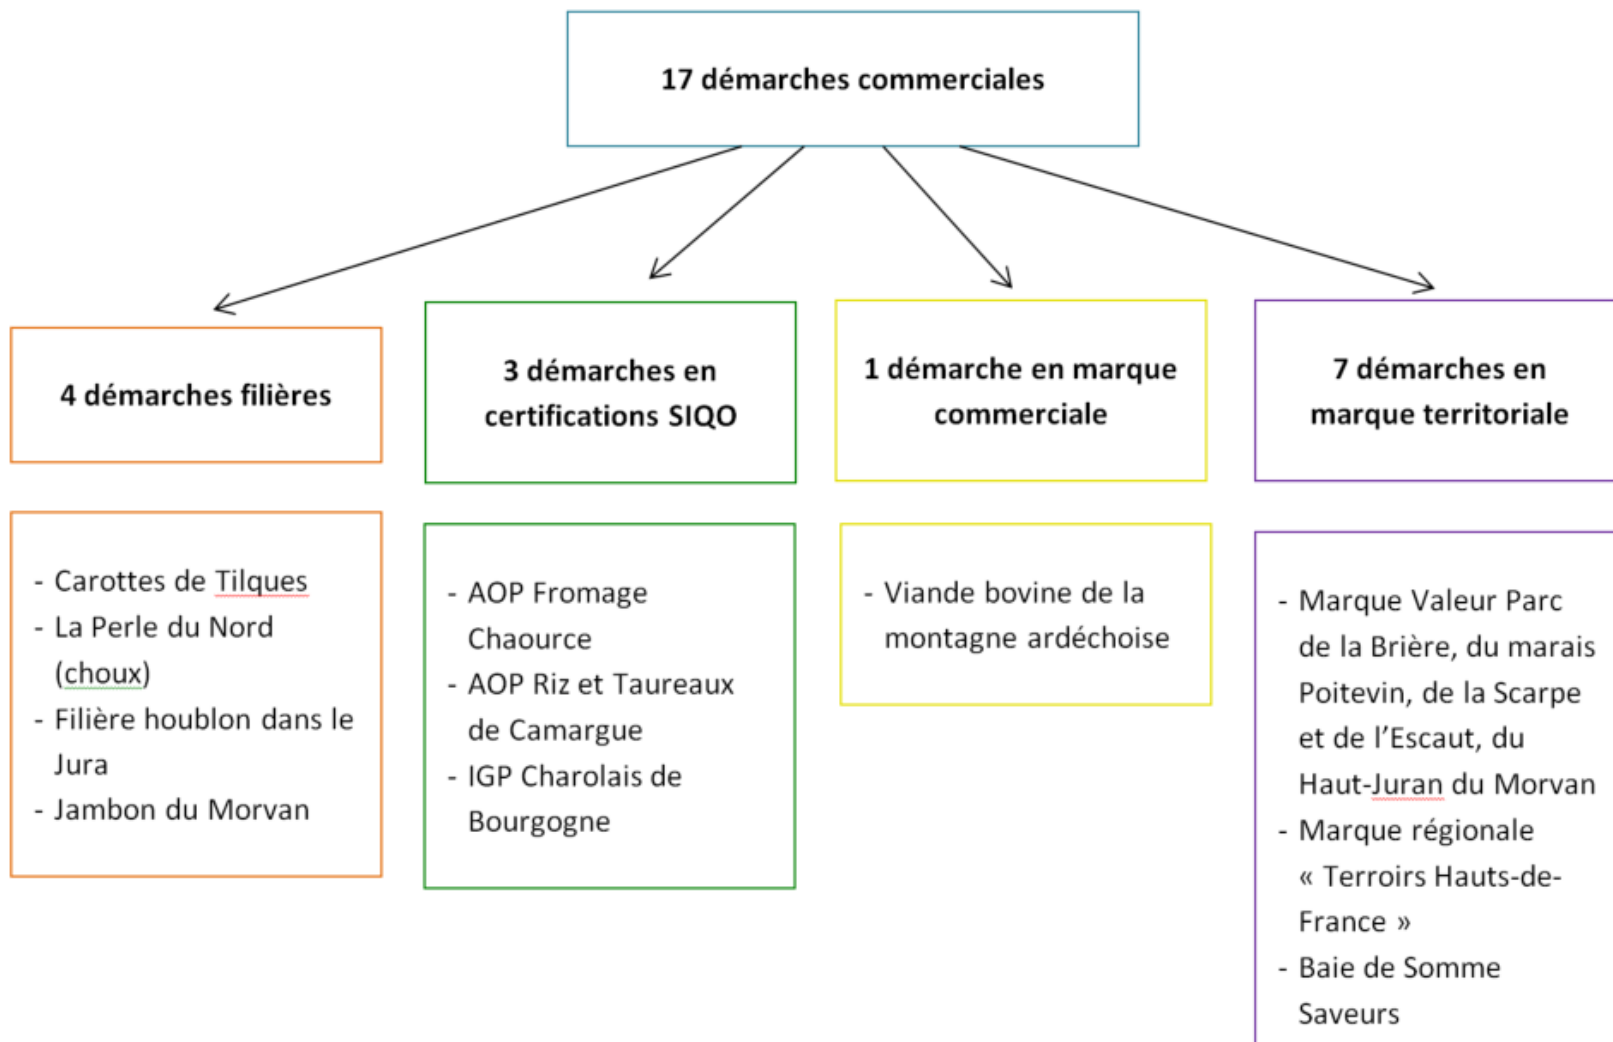 17 démarches commerciales
4 démarches filières
3 démarches en
certifications SIQO
1 démarche en marque
commerciale
7 démarches en
marque territoriale
- Carottes de Tilques
- La Perle du Nord
(choux)
- Filière houblon dans le
Jura
- Jambon du Morvan
- AOP Fromage
Chaource
- AOP Riz et Taureaux
de Camargue
- IGP Charolais de
Bourgogne
- Viande bovine de la
montagne ardéchoise
- Marque Valeur Parc
de la Brière, du marais
Poitevin, de la Scarpe
et de l’Escaut, du
Haut-Juran du Morvan
- Marque régionale
« Terroirs Hauts-de-
France »
- Baie de Somme
Saveurs